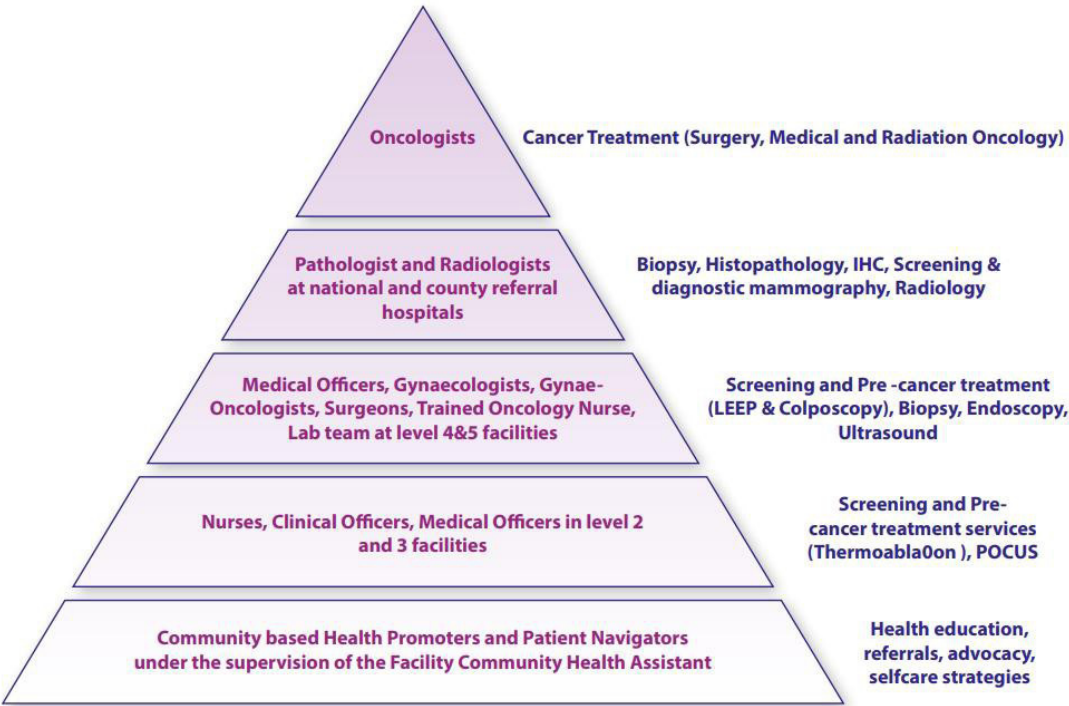 Oncologists
Cancer Treatment (Surgery, Medical and Radiation Oncology)
Pathologist and Radiologists
at national and county referral
hospitals
Biopsy, Histopathology, IHC, Screening &
diagnostic mammography, Radiology
Medical Officers, Gynaecologists, Gynae-
Oncologists, Surgeons, Trained Oncology Nurse,
Lab team at level 4&5 facilities
Screening and Pre -cancer treatment
(LEEP & Colposcopy), Biopsy, Endoscopy,
Ultrasound
Nurses, Clinical Officers, Medical Officers in level 2
and 3 facilities
Screening and Pre-
cancer treatment services
(Thermoabla0on ), POCUS
Community based Health Promoters and Patient Navigators
under the supervision of the Facility Community Health Assistant
Health education,
referrals, advocacy,
selfcare strategies